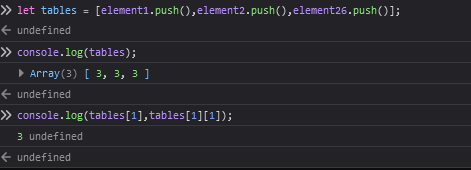 >> let tables = [element1.push(),element2.push(),element26.push()];
← undefined
>> console.log(tables);
▶ Array(3) [ 3, 3, 3 ]
← undefined
>> console.log(tables[1],tables[1][1]);
3 undefined
← undefined